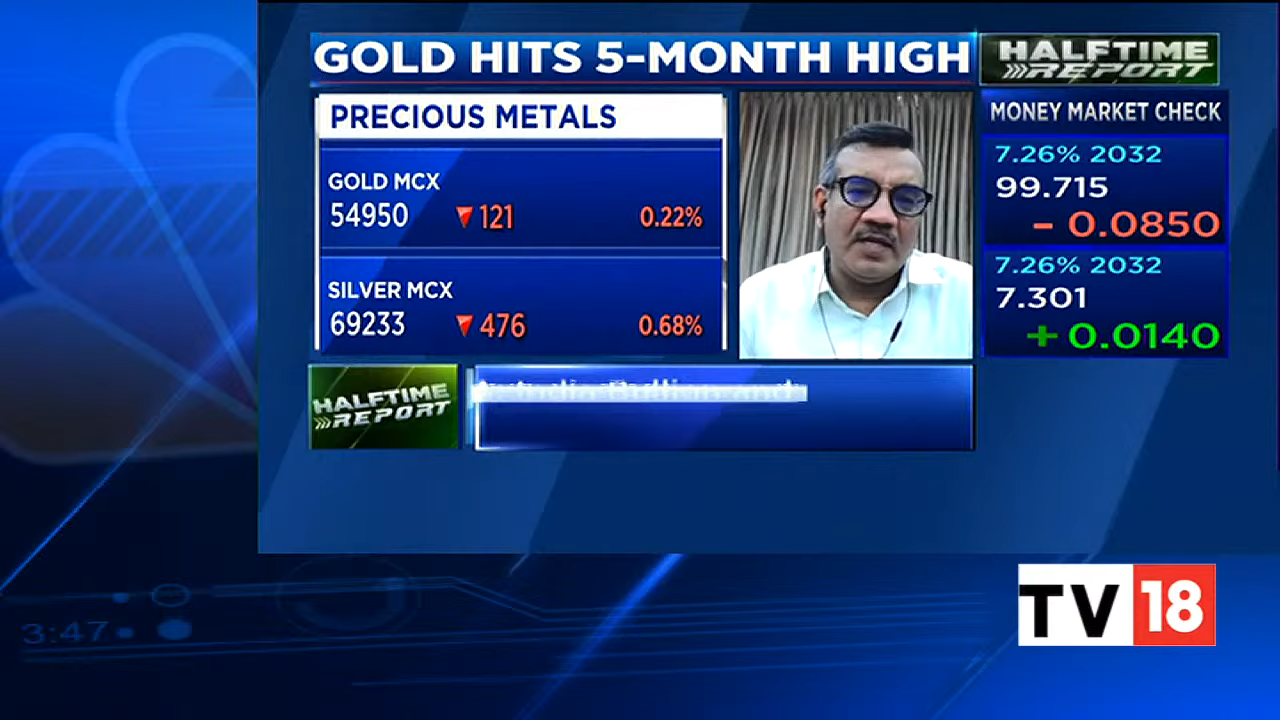 GOLD HITS 5-MONTH HIGH
HALFTIME
REPORT
PRECIOUS METALS
GOLD MCX
54950 ▼ 121 0.22%
SILVER MCX
69233 ▼ 476 0.68%
MONEY MARKET CHECK
7.26% 2032
99.715
- 0.0850
7.26% 2032
7.301
+ 0.0140
HALFTIME
REPORT
TV 18
3:47